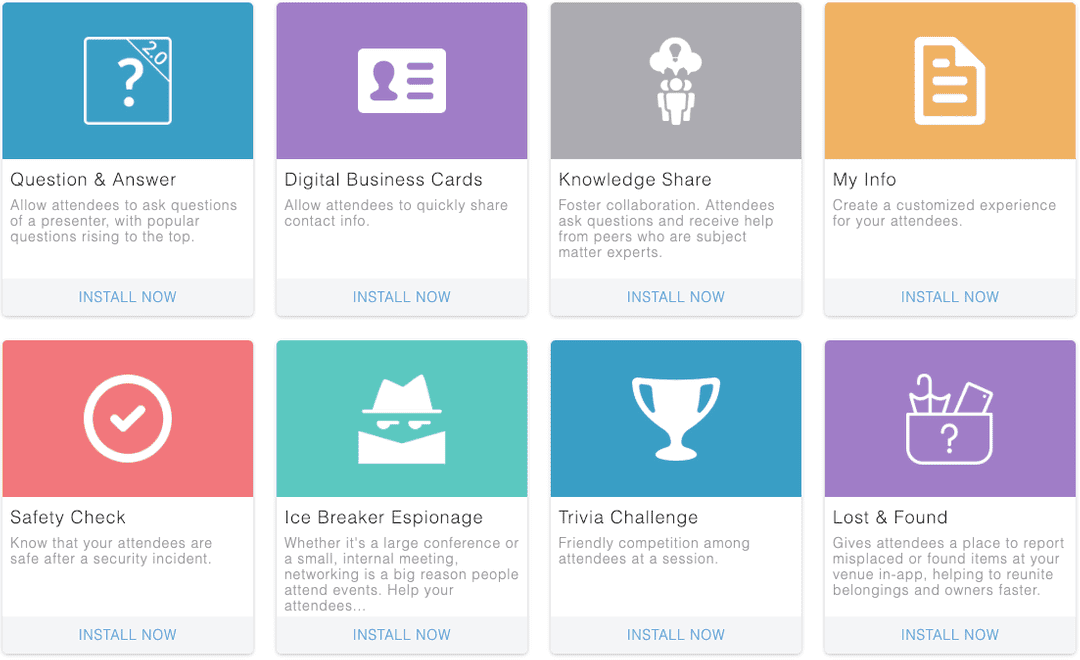 2.0
?
Question & Answer
Allow attendees to ask questions
of a presenter, with popular
questions rising to the top.
INSTALL NOW
Digital Business Cards
Allow attendees to quickly share
contact info.
INSTALL NOW
Knowledge Share
Foster collaboration. Attendees
ask questions and receive help
from peers who are subject
matter experts.
INSTALL NOW
My Info
Create a customized experience
for your attendees.
INSTALL NOW
Safety Check
Know that your attendees are
safe after a security incident.
INSTALL NOW
Ice Breaker Espionage
Whether it's a large conference or
a small, internal meeting,
networking is a big reason people
attend events. Help your
attendees...
INSTALL NOW
Trivia Challenge
Friendly competition among
attendees at a session.
INSTALL NOW
?
Lost & Found
Gives attendees a place to report
misplaced or found items at your
venue in-app, helping to reunite
belongings and owners faster.
INSTALL NOW